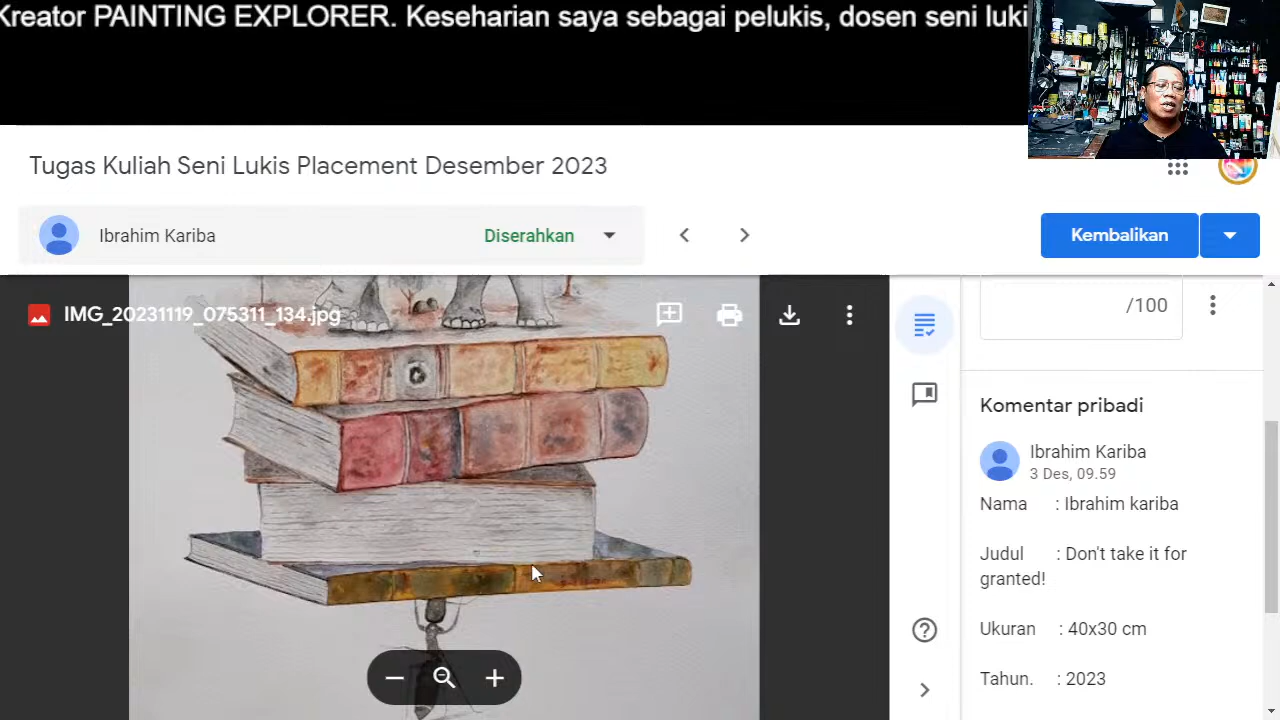 Kreator PAINTING EXPLORER. Keseharian saya sebagai pelukis, dosen seni luki
Tugas Kuliah Seni Lukis Placement Desember 2023
Ibrahim Kariba
Diserahkan
Kembalikan
IMG_20231119_075311_134.jpg
/100
Komentar pribadi
Ibrahim Kariba
3 Des, 09.59
Nama : Ibrahim kariba
Judul : Don't take it for
granted!
Ukuran : 40x30 cm
Tahun. : 2023